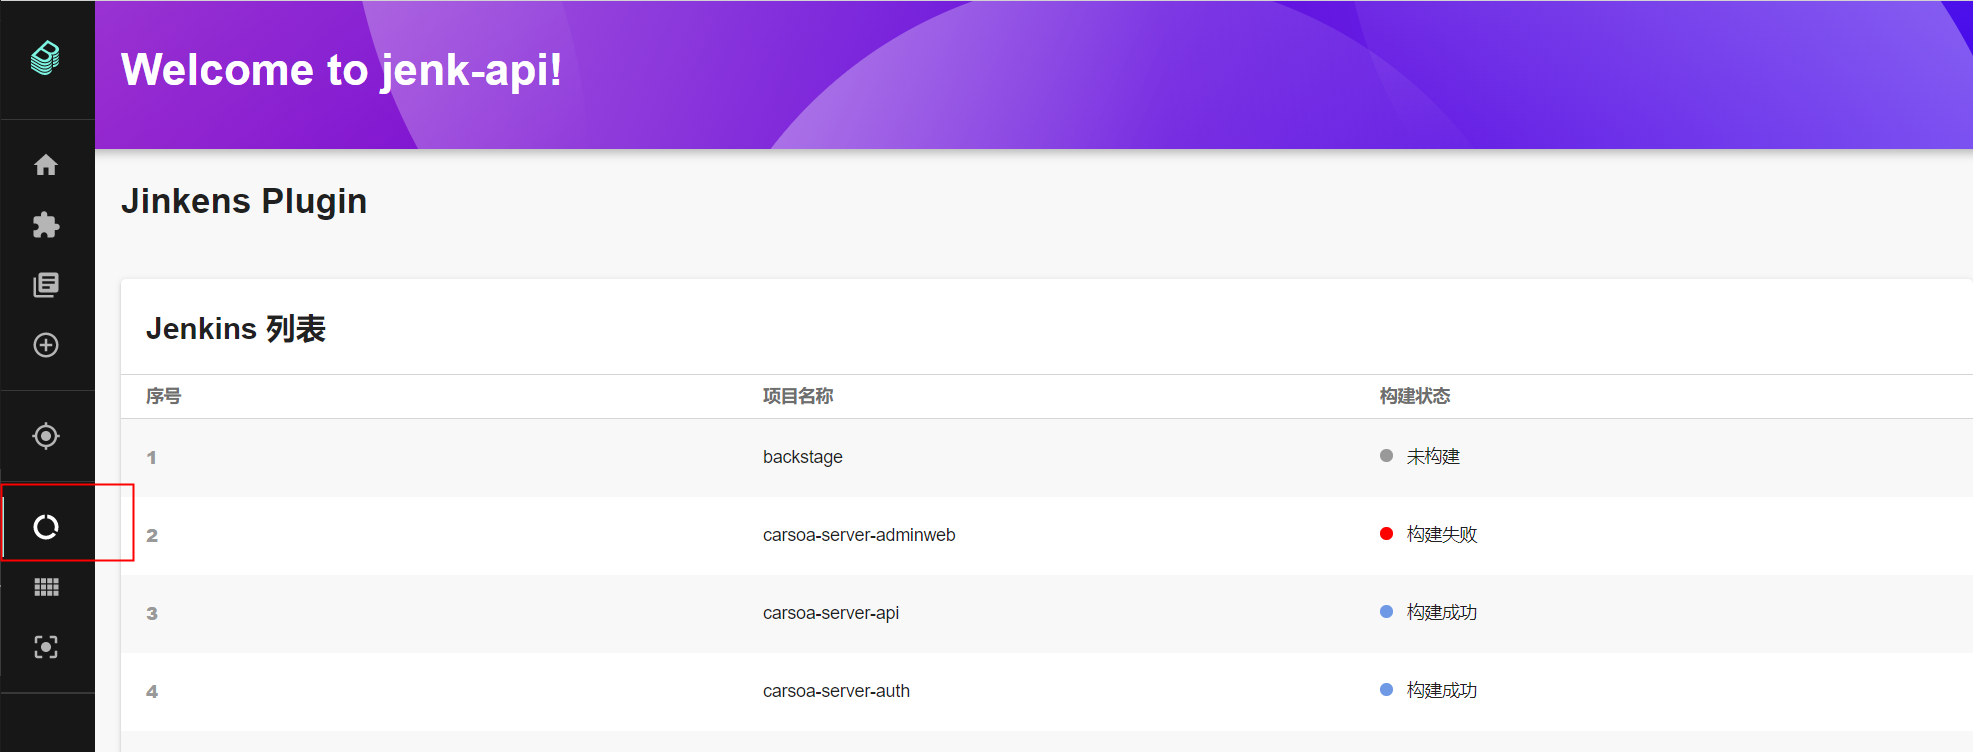 Welcome to jenk-api!
Jinkens Plugin
Jenkins 列表
序号 项目名称 构建状态
1 backstage 未构建
2 carsoa-server-adminweb 构建失败
3 carsoa-server-api 构建成功
4 carsoa-server-auth 构建成功